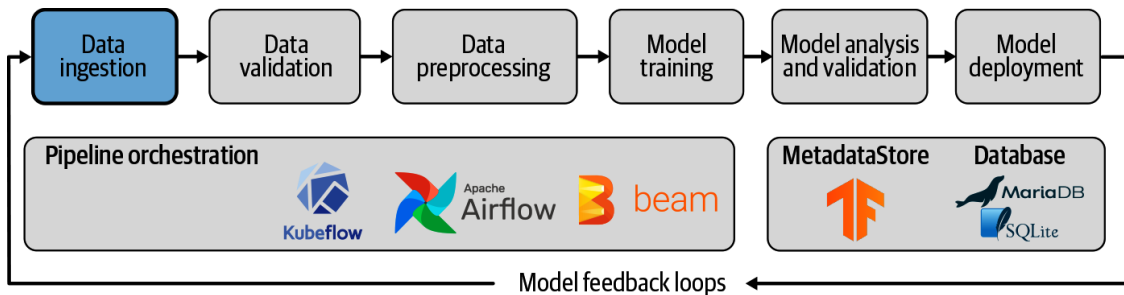 Data
ingestion
Data
validation
Data
preprocessing
Model
training
Model analysis
and validation
Model
deployment
Pipeline orchestration
Kubeflow
Apache
Airflow
beam
MetadataStore
Database
MariaDB
SQLite
Model feedback loops